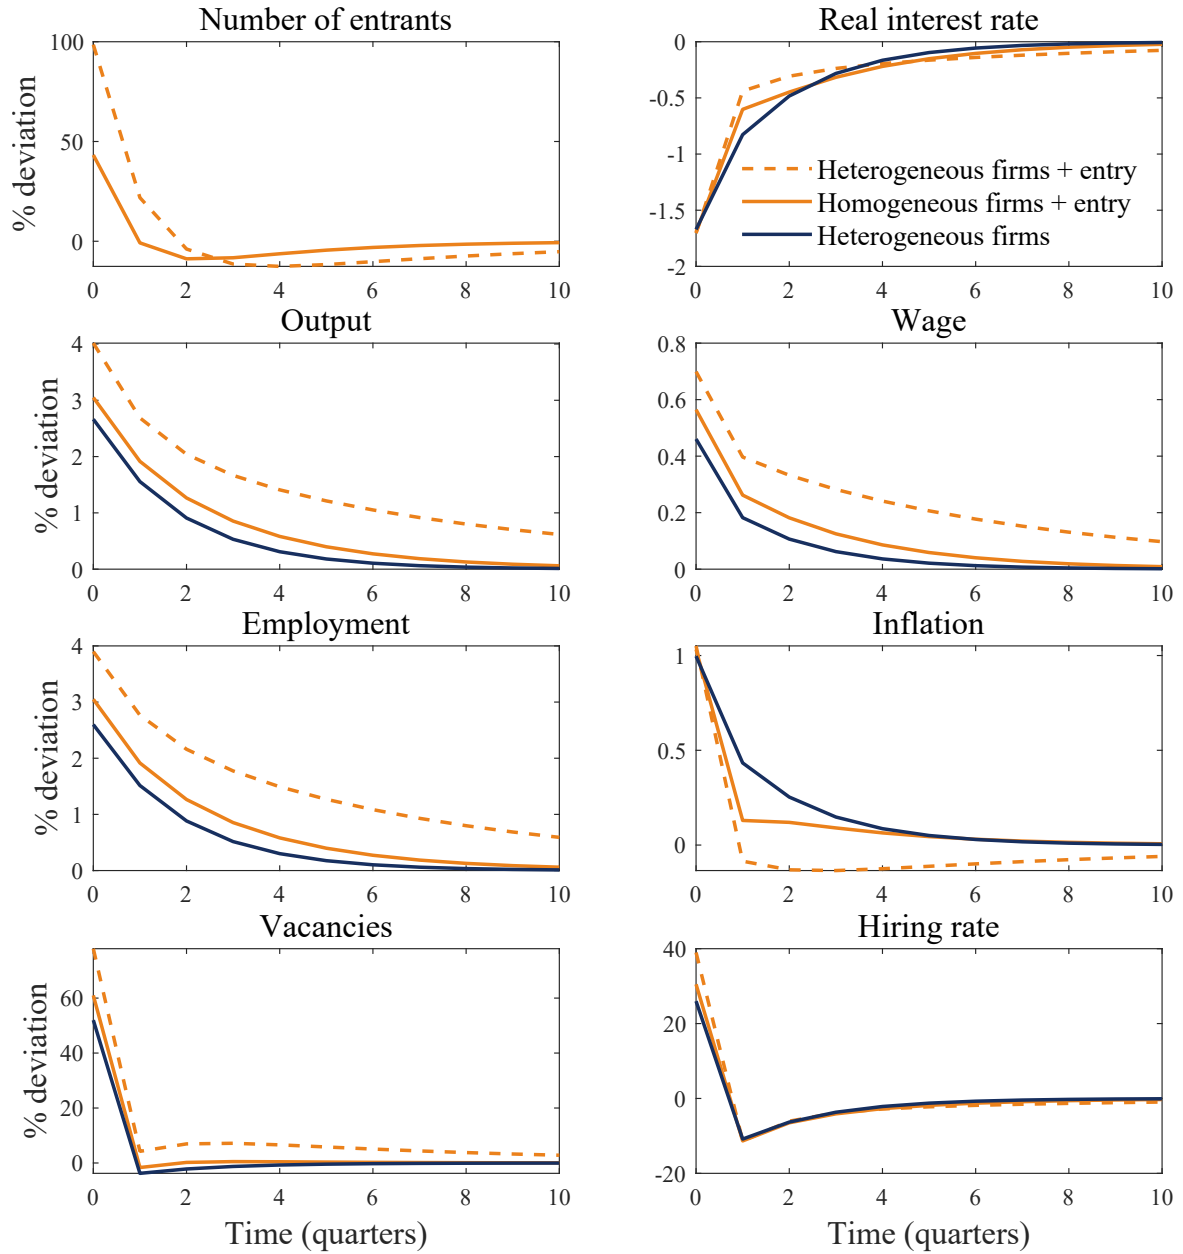 Number of entrants
% deviation
100
50
0
0 2 4 6 8 10
Real interest rate
0
-0.5
-1
-1.5
-2
Heterogeneous firms + entry
Homogeneous firms + entry
Heterogeneous firms
0 2 4 6 8 10
Output
% deviation
4
3
2
1
0
0 2 4 6 8 10
Wage
0.8
0.6
0.4
0.2
0
0 2 4 6 8 10
Employment
% deviation
4
3
2
1
0
0 2 4 6 8 10
Inflation
1
0.5
0
0 2 4 6 8 10
Vacancies
% deviation
60
40
20
0
0 2 4 6 8 10
Time (quarters)
Hiring rate
40
20
0
-20
0 2 4 6 8 10
Time (quarters)